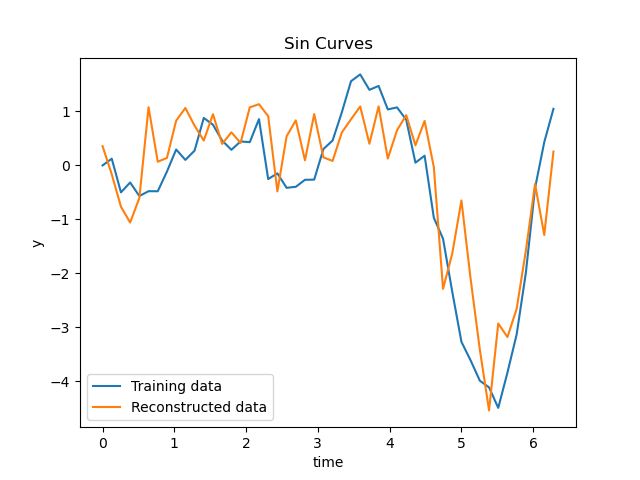 Sin Curves
1
0
−1
−2
−3
−4
y
Training data
Reconstructed data
0 1 2 3 4 5 6
time